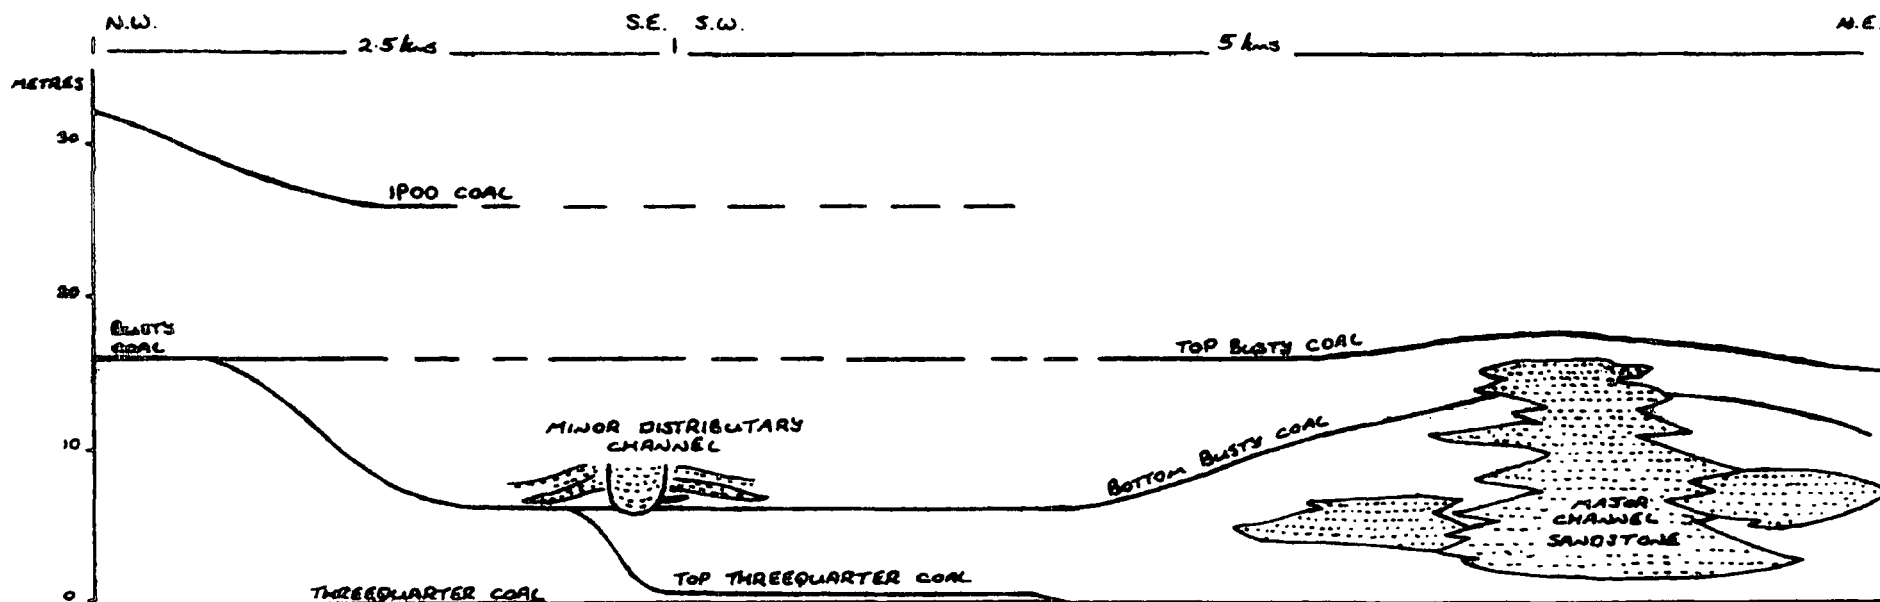 N.W.
S.E.
S.W.
N.E.
2.5 kms
5 kms
METRES
30
20
10
0
IPOO COAL
BUSTY
COAL
TOP BUSTY COAL
MINOR DISTRIBUTARY
CHANNEL
BOTTOM BUSTY COAL
MAJOR
CHANNEL
SANDSTONE
TOP THREEQUARTER COAL
THREEQUARTER COAL